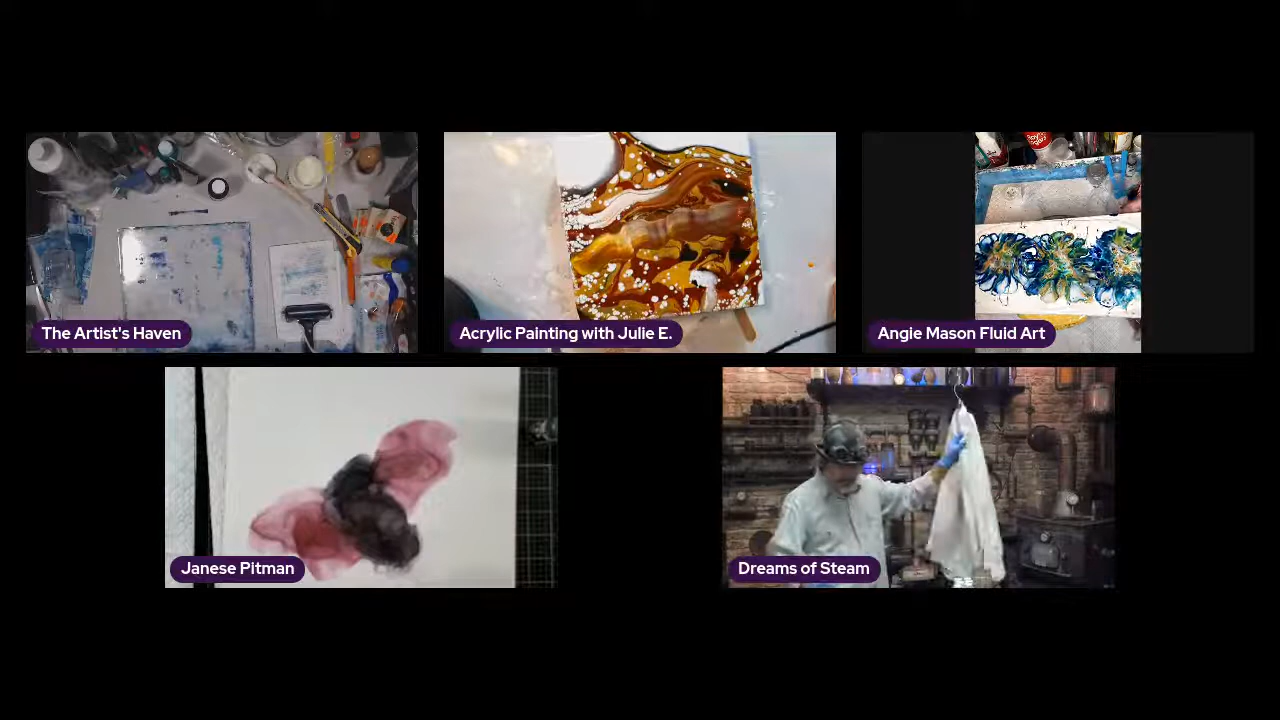 The Artist's Haven
Acrylic Painting with Julie E.
Angie Mason Fluid Art
Janese Pitman
Dreams of Steam